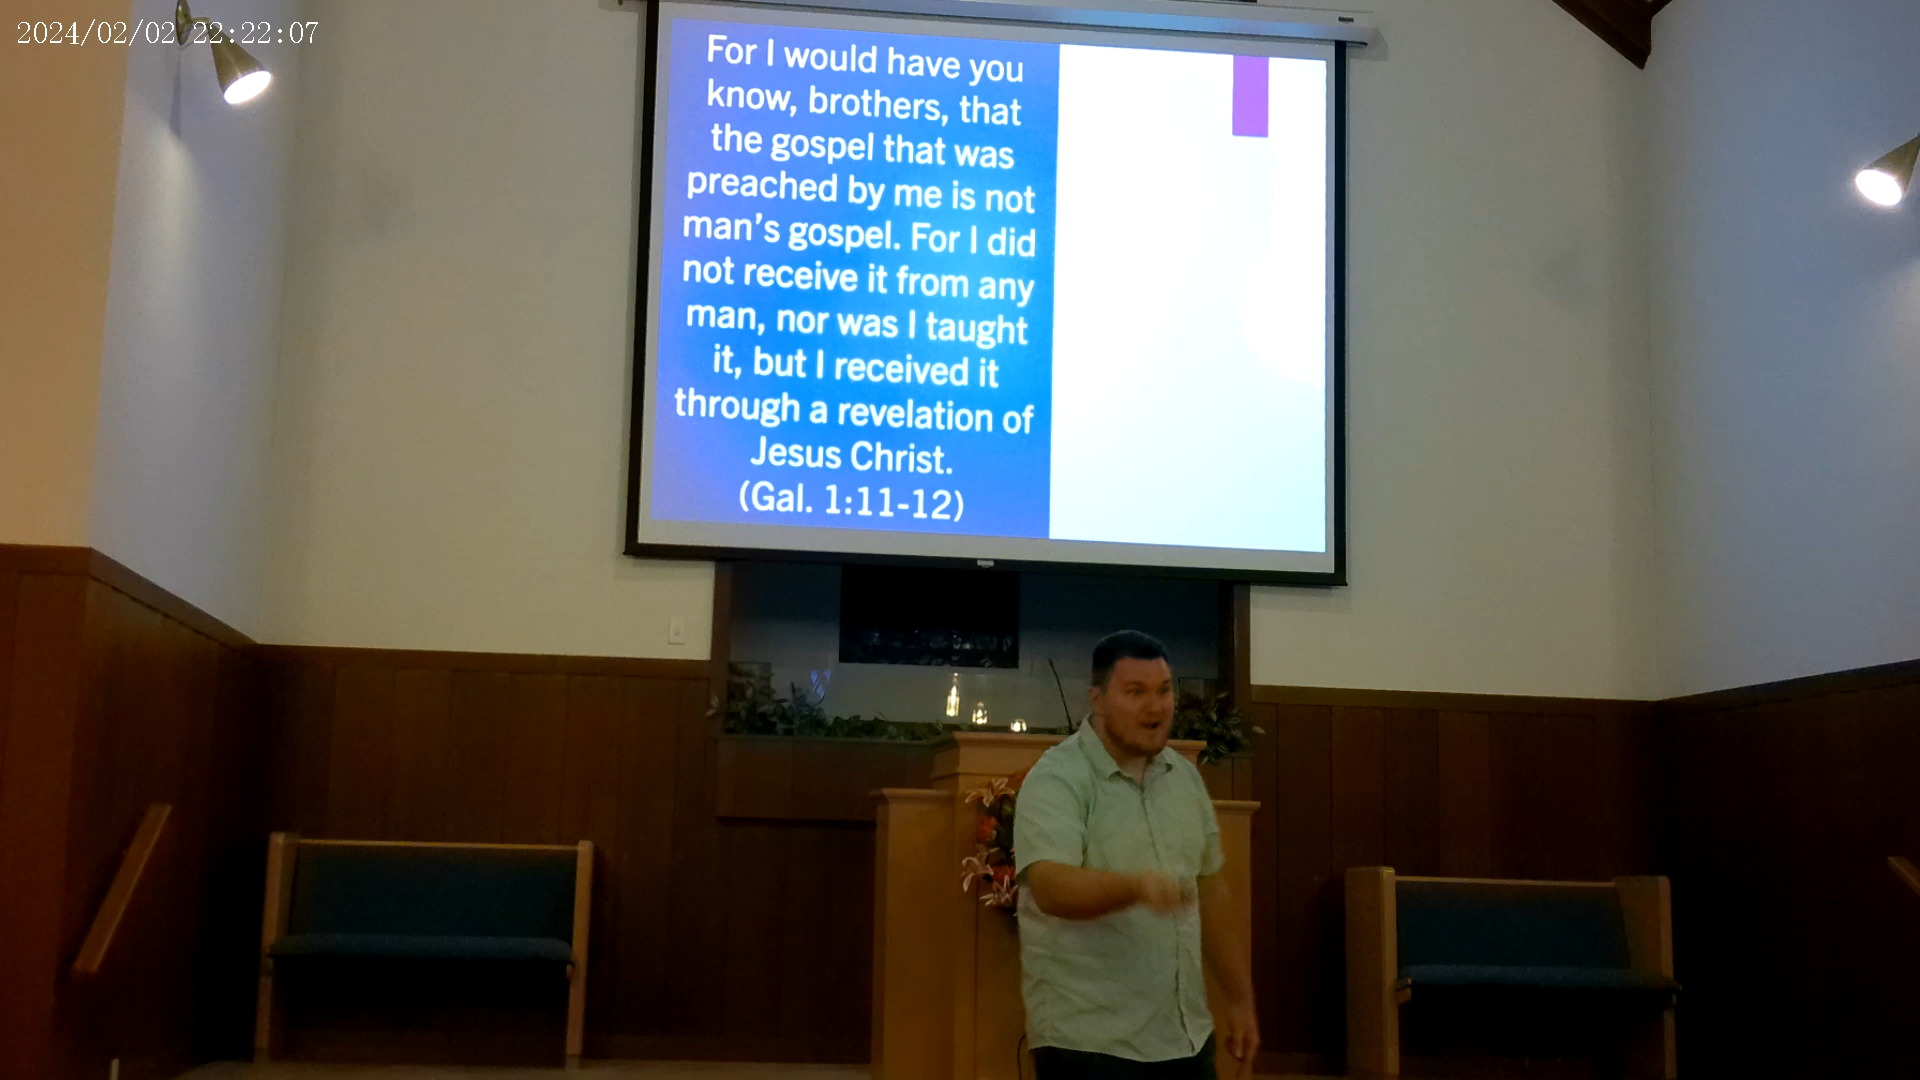 2024/02/02 22:22:07
For I would have you
know, brothers, that
the gospel that was
preached by me is not
man’s gospel. For I did
not receive it from any
man, nor was I taught
it, but I received it
through a revelation of
Jesus Christ.
(Gal. 1:11-12)